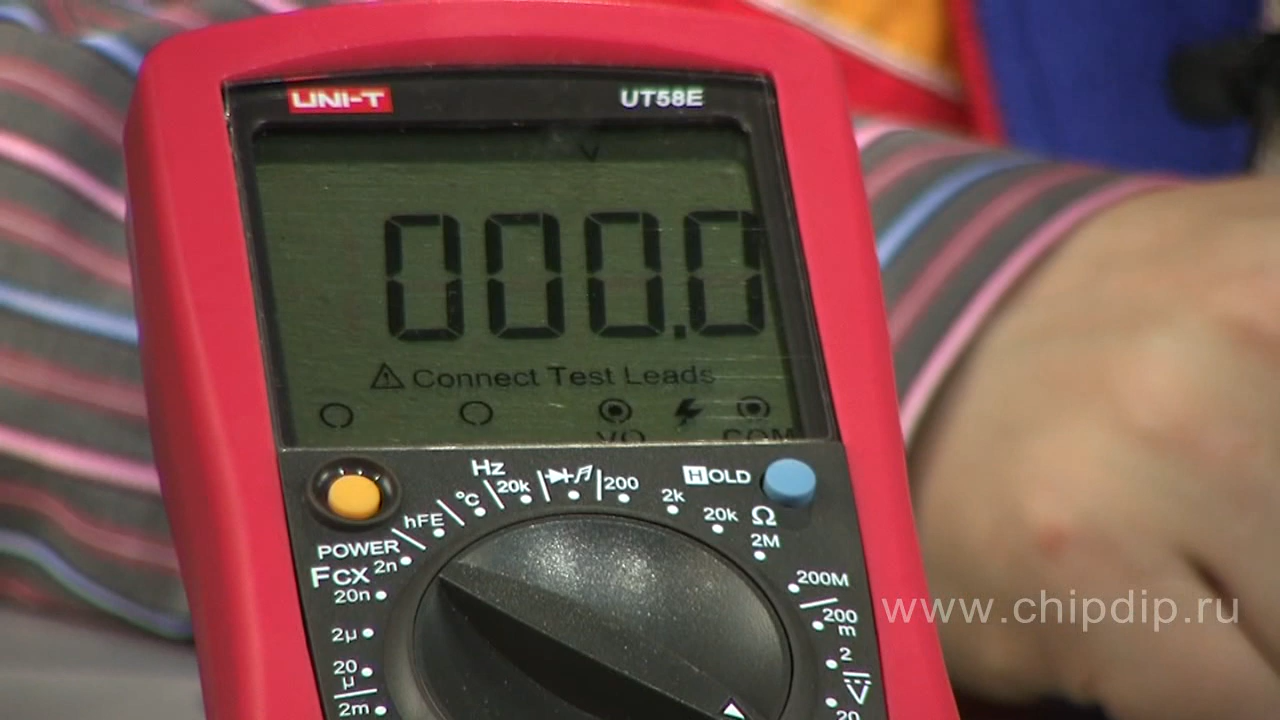 UNI-T UT58E
V
000.0
Connect Test Leads
VΩ COM
HOLD
POWER
Hz
20k
°C
hFE
200
2k
20k
Ω
2M
200M
Fcx 2n
20n
2µ
20
µ
2m
200
m
2
V
20
www.chipdip.ru